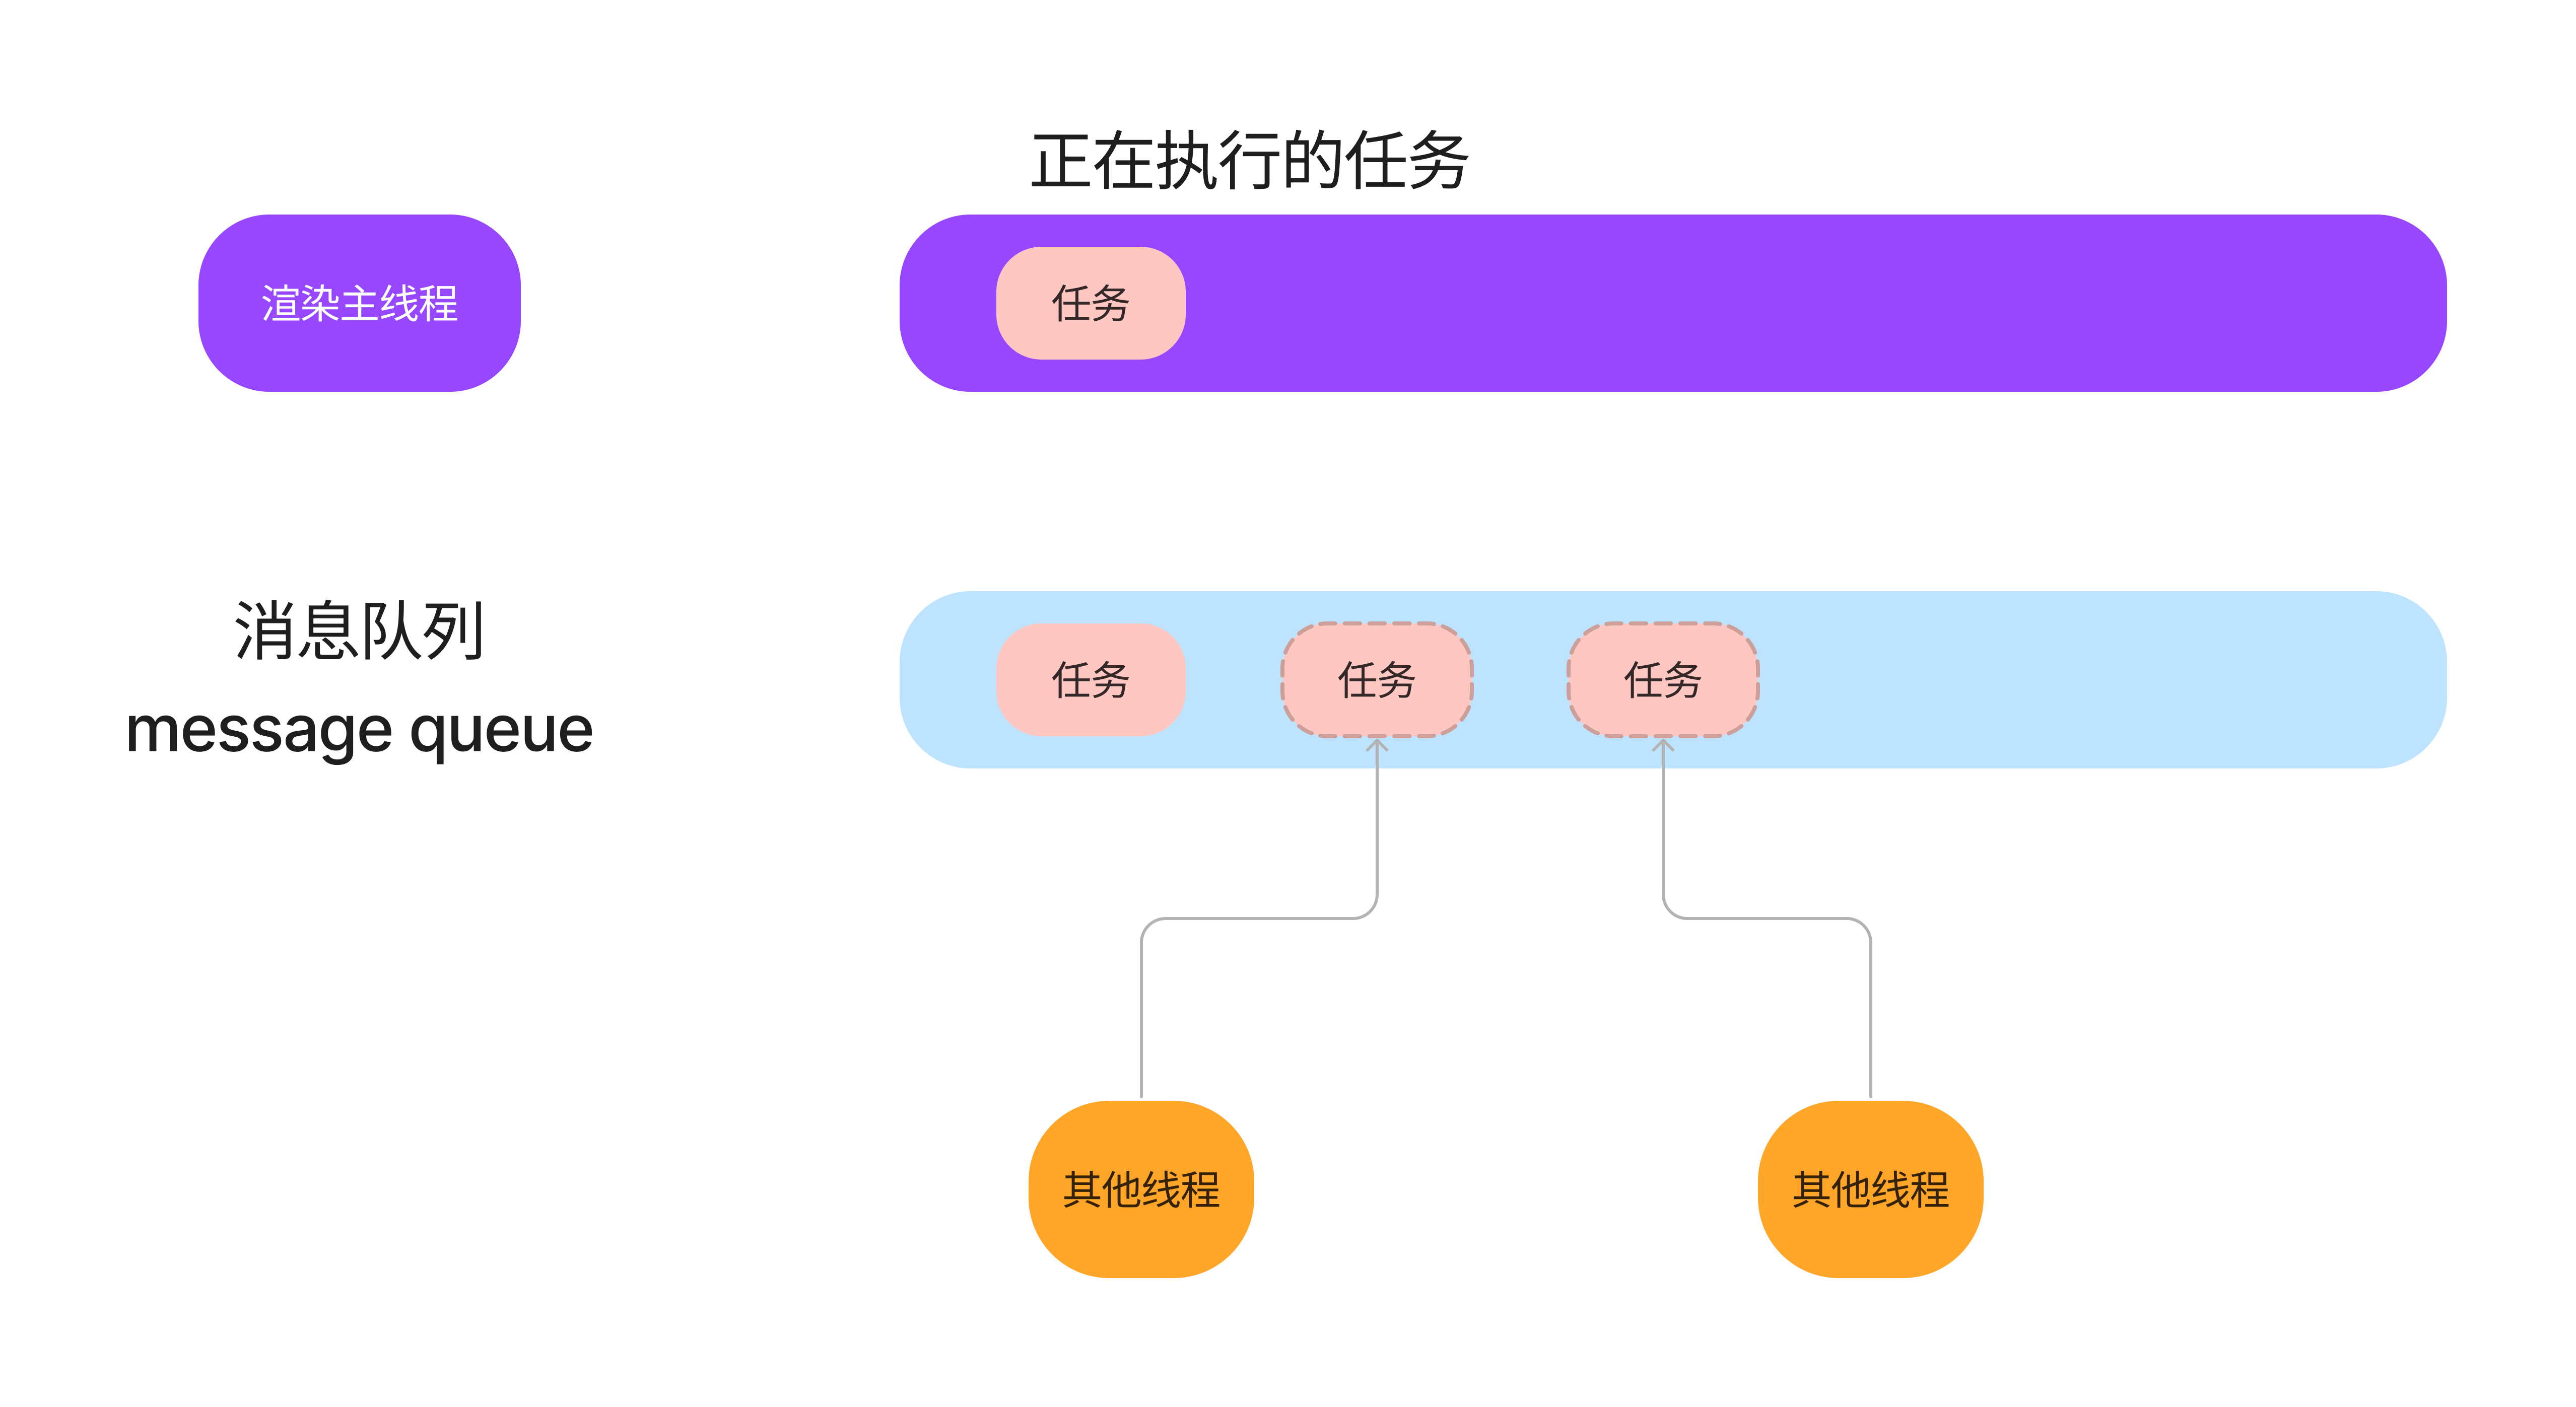 正在执行的任务
渲染主线程
任务
消息队列
message queue
任务
任务
任务
其他线程
其他线程